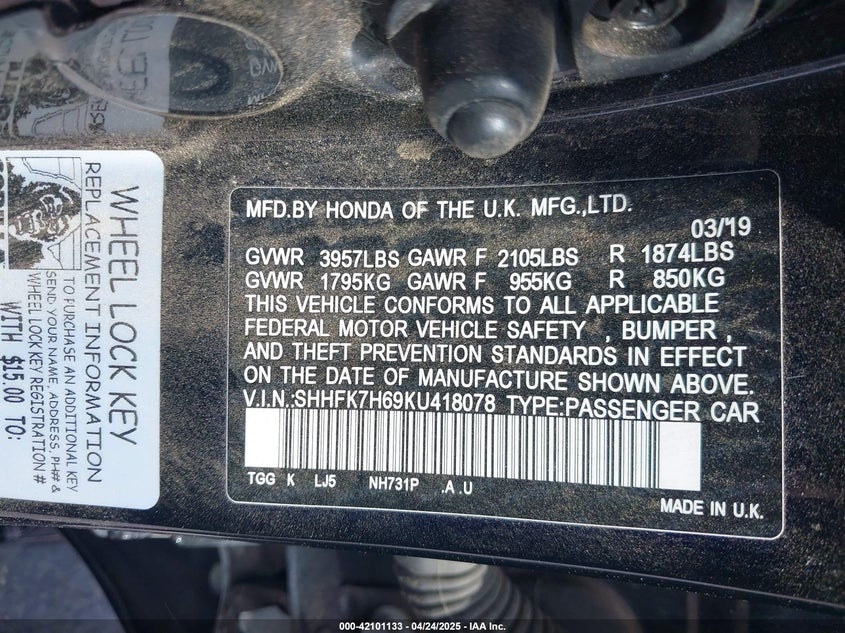 MFD.BY HONDA OF THE U.K. MFG.,LTD.
03/'19
GVWR 3957LBS GAWR F 2105LBS R 1874LBS
GVWR 1795KG GAWR F 955KG R 850KG
THIS VEHICLE CONFORMS TO ALL APPLICABLE
FEDERAL MOTOR VEHICLE SAFETY , BUMPER ,
AND THEFT PREVENTION STANDARDS IN EFFECT
ON THE DATE OF MANUFACTURE SHOWN ABOVE.
V.I.N.:SHHFK7H69KU418078 TYPE:PASSENGER CAR
TGG K LJ5 NH731P .A .U
MADE IN U.K.
WHEEL LOCK KEY
REPLACEMENT INFORMATION
TO PURCHASE AN ADDITIONAL KEY
SEND YOUR NAME, ADDRESS, PH# &
WHEEL LOCK KEY REGISTRATION #
WITH $15.00 TO:
000-42101133 - 04/24/2025 - IAA Inc.